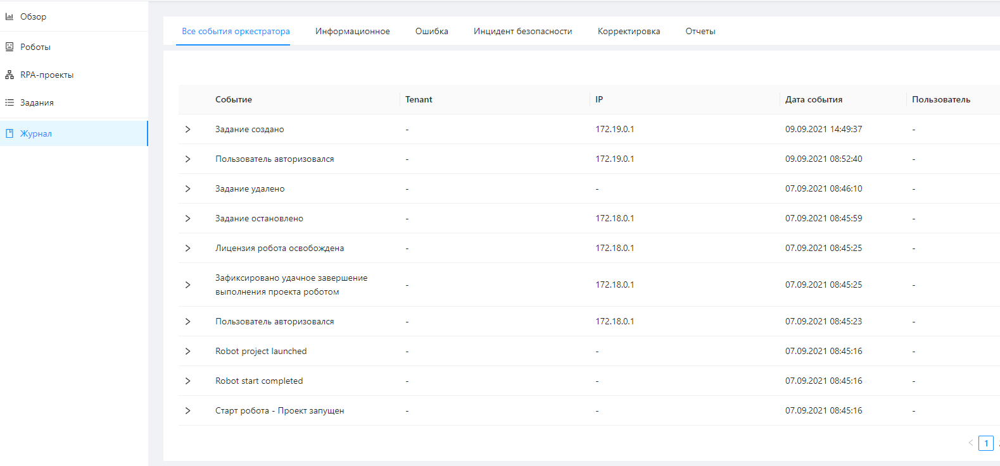 Обзор
Роботы
RPA-проекты
Задания
Журнал
Все события оркестратора Информационное Ошибка Инцидент безопасности Корректировка Отчеты
Событие Tenant IP Дата события Пользователь
Задание создано - 172.19.0.1 09.09.2021 14:49:37 -
Пользователь авторизовался - 172.19.0.1 09.09.2021 08:52:40 -
Задание удалено - - 07.09.2021 08:46:10 -
Задание остановлено - 172.18.0.1 07.09.2021 08:45:59 -
Лицензия робота освобождена - 172.18.0.1 07.09.2021 08:45:25 -
Зафиксировано удачное завершение
выполнения проекта роботом - 172.18.0.1 07.09.2021 08:45:25 -
Пользователь авторизовался - 172.18.0.1 07.09.2021 08:45:23 -
Robot project launched - - 07.09.2021 08:45:16 -
Robot start completed - - 07.09.2021 08:45:16 -
Старт робота - Проект запущен - - 07.09.2021 08:45:16 -
1